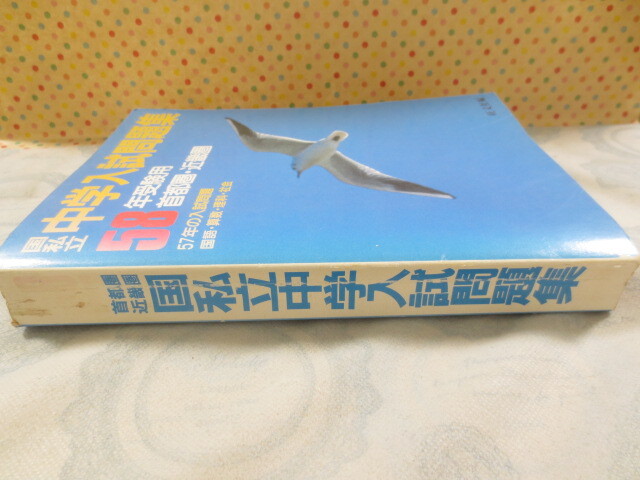 国私立
中学入試問題集
58年受験用
首都圏・近畿圏
57年の入試問題
国語・算数・理科・社会
首都圏
近畿圏
国私立中学入試問題集